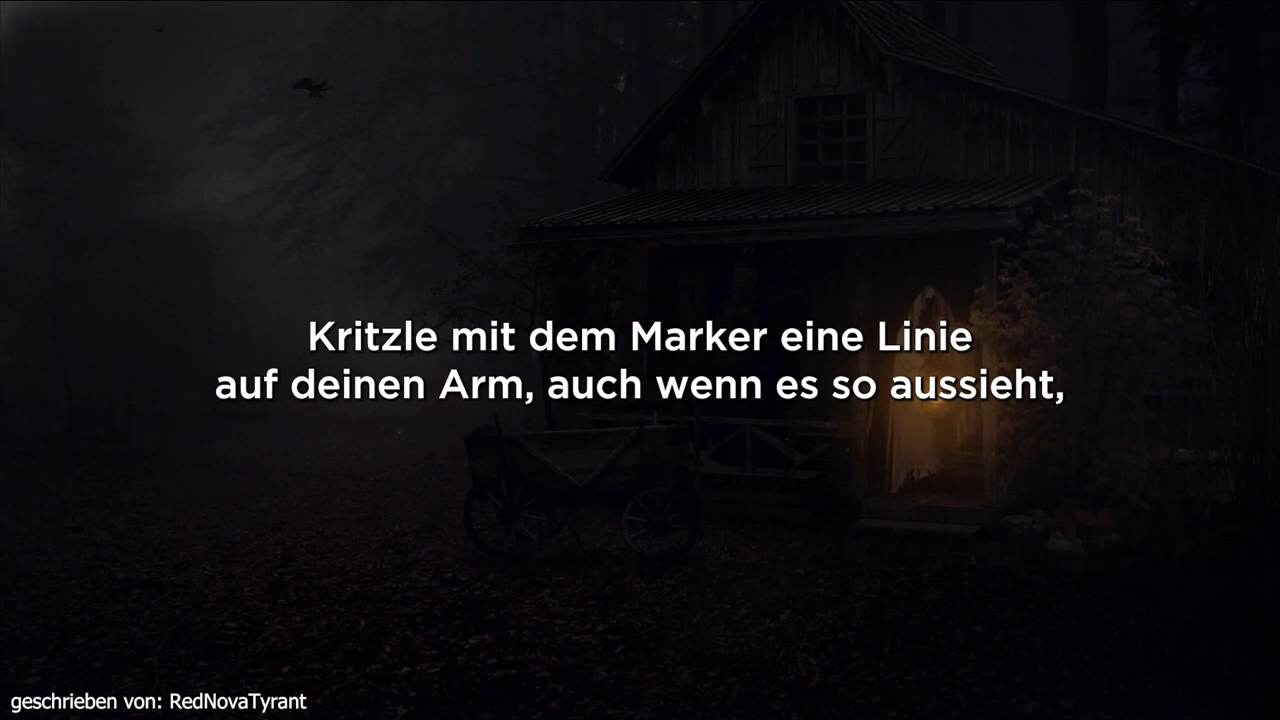 Kritzle mit dem Marker eine Linie
auf deinen Arm, auch wenn es so aussieht,
geschrieben von: RedNovaTyrant